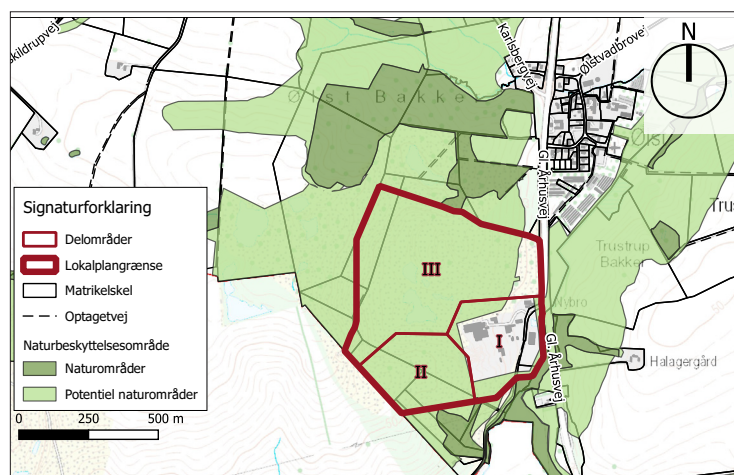 skildrupvej
Karlsbergvej
Ølstvadbrovej
N
Ølst Bakker
Gl. Århusvej
Ølst
Signaturforklaring
Delområder
Lokalplangrænse
Matrikelskel
Optagetvej
Naturbeskyttelsesområde
Naturområder
Potentiel naturområder
0 250 500 m
III
Trustrup
Bakker
Trus
Nybro
I
II
Gl. Århusvej
Halagergård